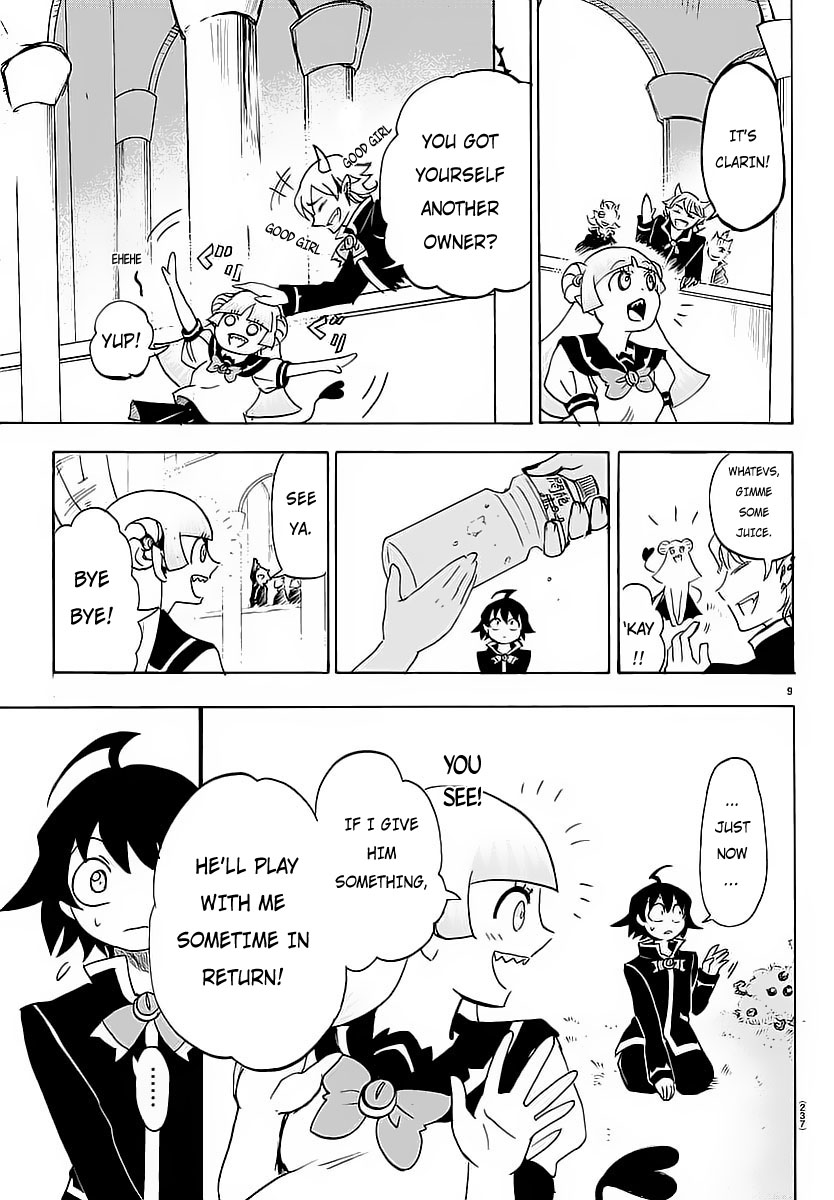 IT'S
CLARIN!
YOU GOT
YOURSELF
ANOTHER
OWNER?
GOOD GIRL
GOOD GIRL
EHEHE
YUP!
WHATEVS,
GIMME
SOME
JUICE.
'KAY
!!
SEE
YA.
BYE
BYE!
9
...
JUST
NOW
...
YOU
SEE!
IF I GIVE
HIM
SOMETHING,
HE'LL PLAY
WITH ME
SOMETIME IN
RETURN!
......
(237)